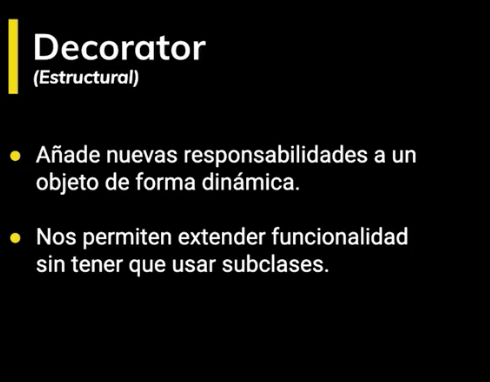 Decorator
(Estructural)
● Añade nuevas responsabilidades a un
objeto de forma dinámica.
● Nos permiten extender funcionalidad
sin tener que usar subclases.